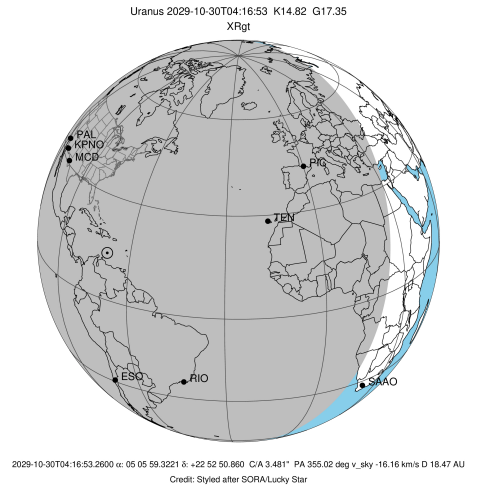 Uranus 2029-10-30T04:16:53 K14.82 G17.35
XRgt
PAL
KPNO
MCD
PIC
TEN
ESO
RIO
SAAO
2029-10-30T04:16:53.2600 α: 05 05 59.3221 δ: +22 52 50.860 C/A 3.481" PA 355.02 deg v_sky -16.16 km/s D 18.47 AU
Credit: Styled after SORA/Lucky Star